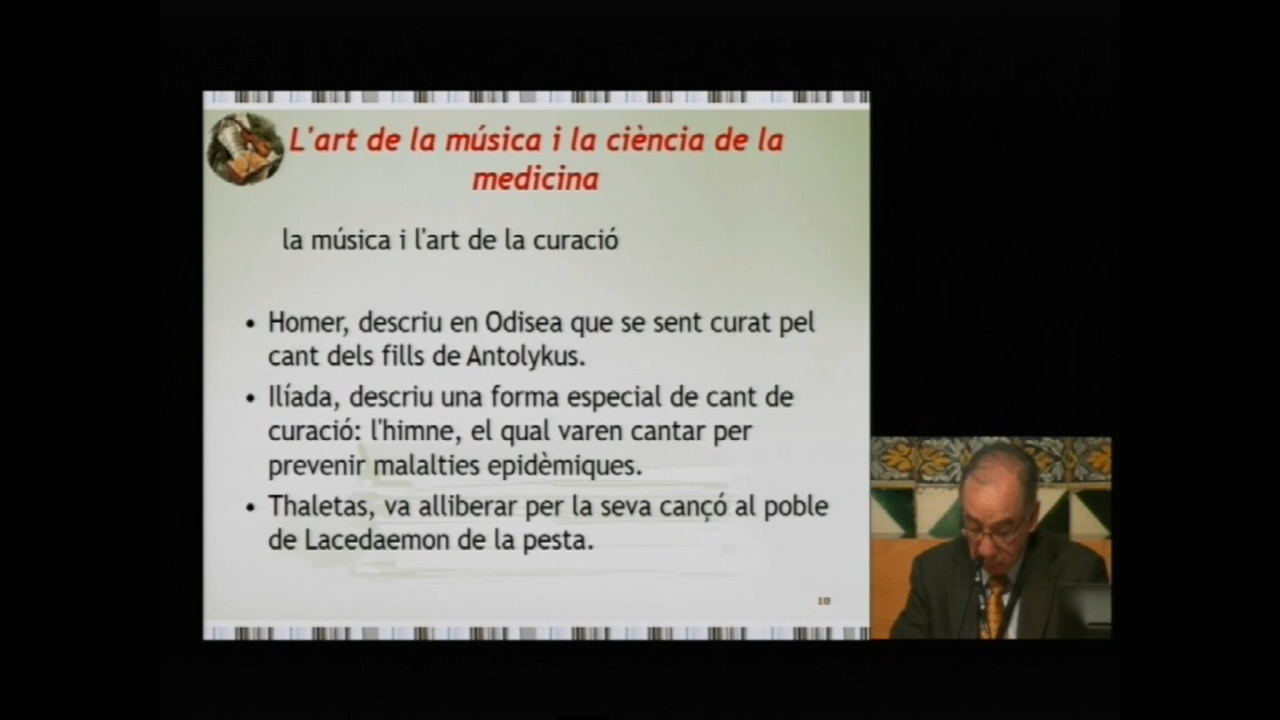 L'art de la música i la ciència de la
medicina
la música i l'art de la curació
• Homer, descriu en Odisea que se sent curat pel
cant dels fills de Antolykus.
• Ilíada, descriu una forma especial de cant de
curació: l'himne, el qual varen cantar per
prevenir malalties epidèmiques.
• Thaletas, va alliberar per la seva cançó al poble
de Lacedaemon de la pesta.
10